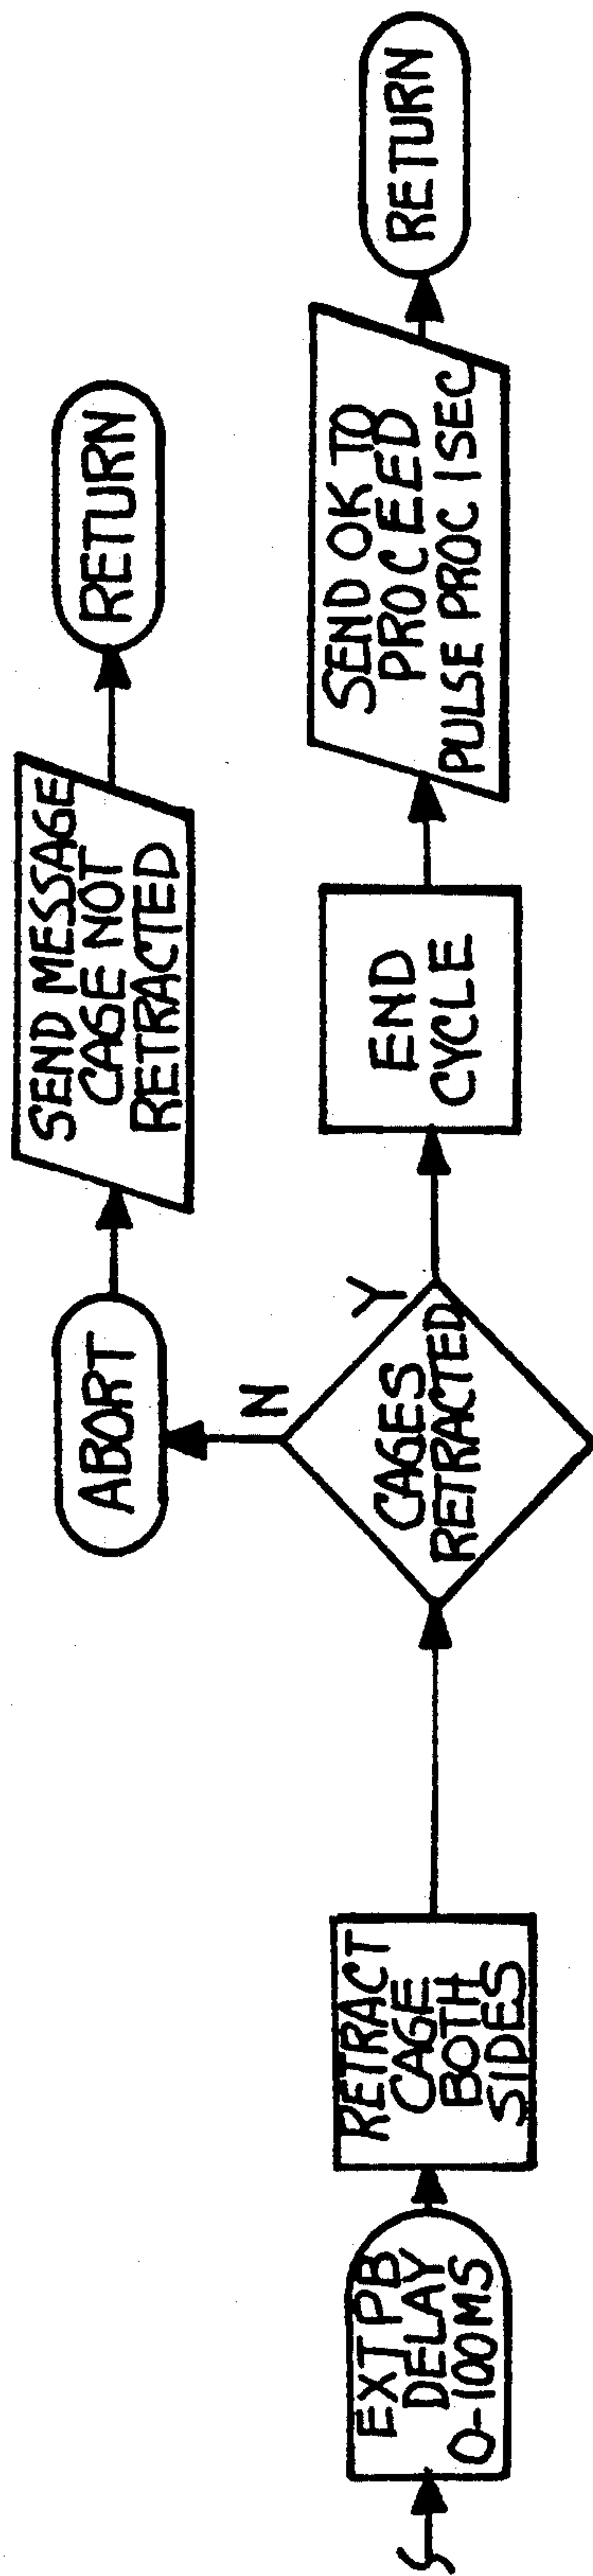 EXT PB
DELAY
0-100MS
RETRACT
CAGE
BOTH
SIDES
CAGES
RETRACTED
N
Y
ABORT
SEND MESSAGE
CAGE NOT
RETRACTED
RETURN
END
CYCLE
SEND OK TO
PROCEED
PULSE PROC 1SEC
RETURN